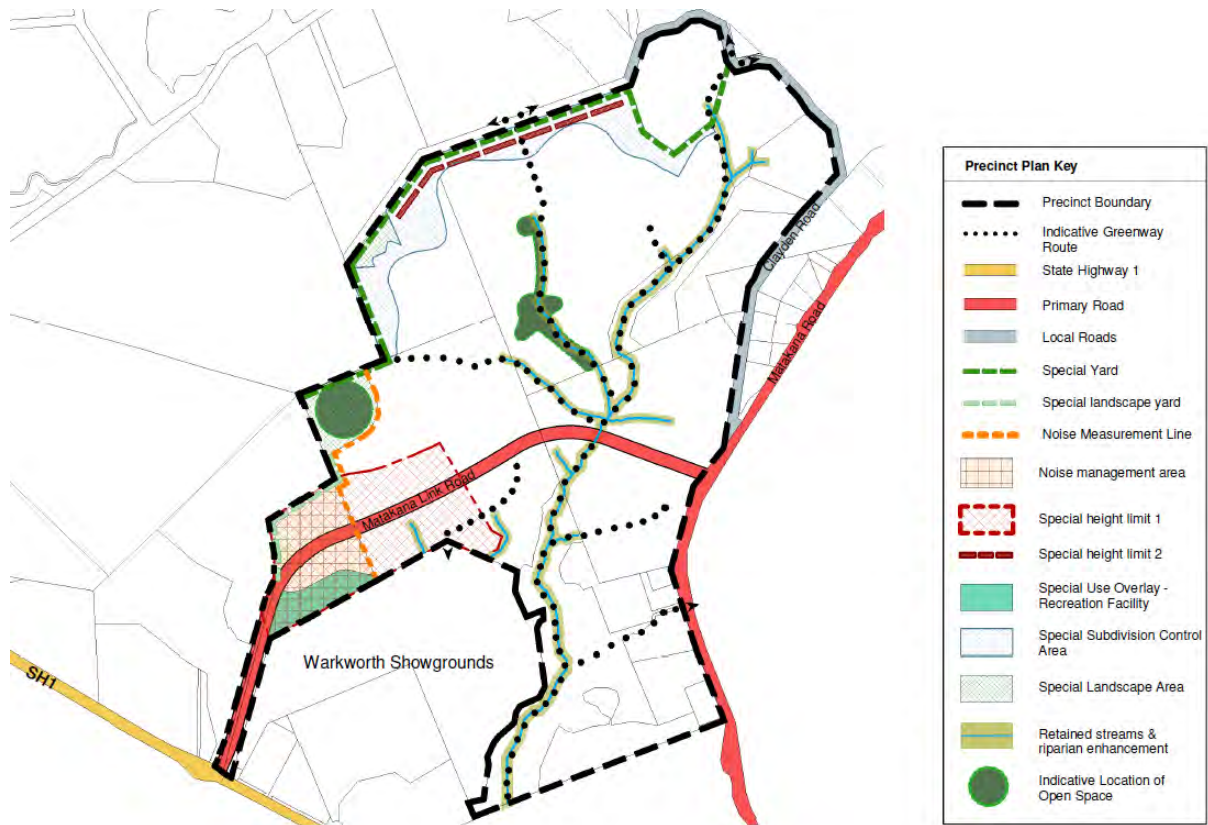 Clayden Road
Matakana Road
Matakana Link Road
Warkworth Showgrounds
SH1
Precinct Plan Key
Precinct Boundary
Indicative Greenway
Route
State Highway 1
Primary Road
Local Roads
Special Yard
Special landscape yard
Noise Measurement Line
Noise management area
Special height limit 1
Special height limit 2
Special Use Overlay -
Recreation Facility
Special Subdivision Control
Area
Special Landscape Area
Retained streams &
riparian enhancement
Indicative Location of
Open Space